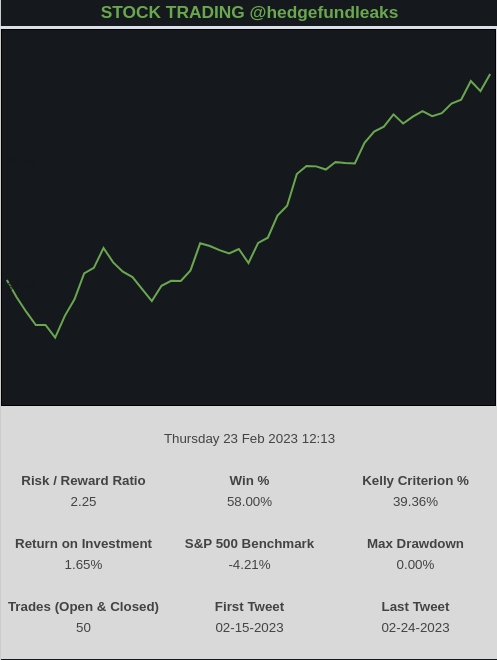 STOCK TRADING @hedgefundleaks
Thursday 23 Feb 2023 12:13
Risk / Reward Ratio Win % Kelly Criterion %
2.25 58.00% 39.36%
Return on Investment S&P 500 Benchmark Max Drawdown
1.65% -4.21% 0.00%
Trades (Open & Closed) First Tweet Last Tweet
50 02-15-2023 02-24-2023